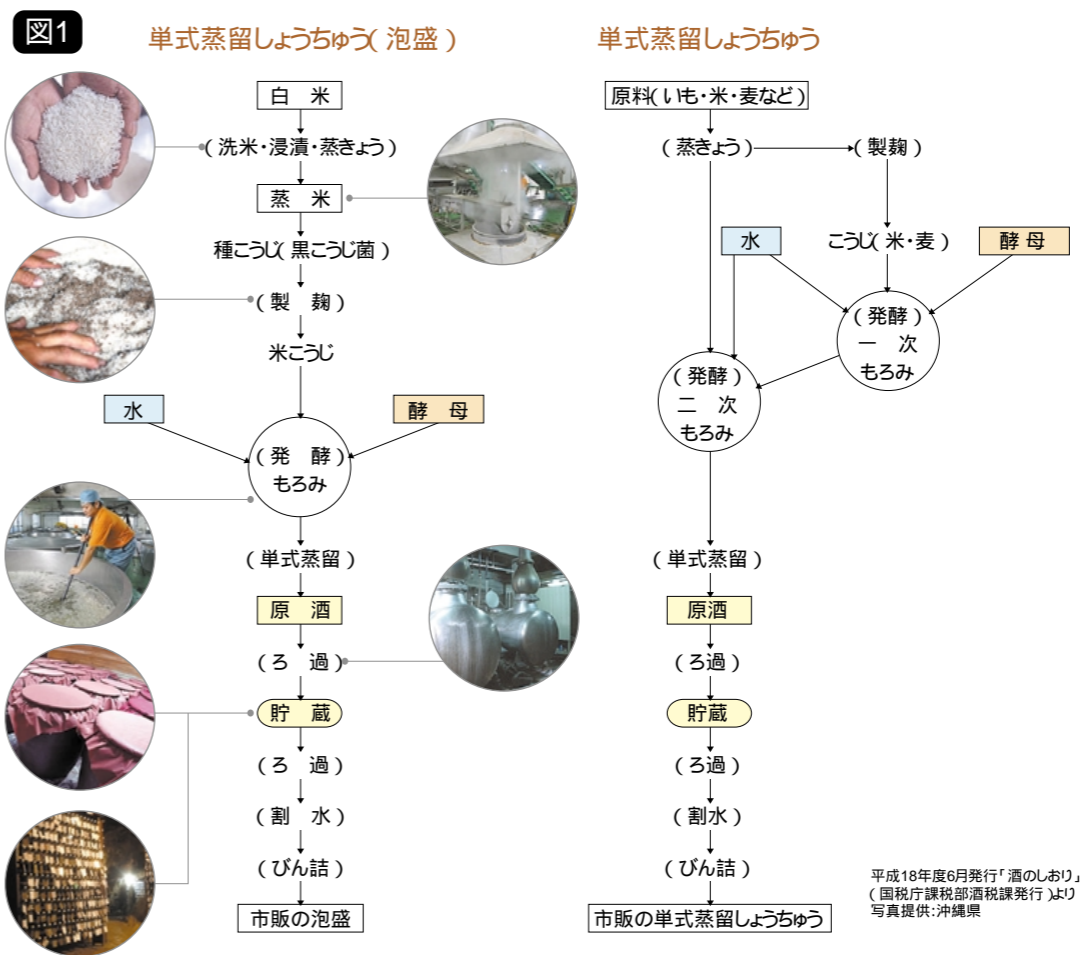 図1
単式蒸留しょうちゅう(泡盛)
白 米
(洗米・浸漬・蒸きょう)
蒸 米
種こうじ(黒こうじ菌)
(製 麹)
米こうじ
水
酵 母
(発 酵)
もろみ
(単式蒸留)
原 酒
(ろ 過)
貯 蔵
(ろ 過)
(割 水)
(びん詰)
市販の泡盛
単式蒸留しょうちゅう
原料(いも・米・麦など)
(蒸きょう)
(製麹)
水
こうじ(米・麦)
酵母
(発酵)
一 次
もろみ
(発酵)
二 次
もろみ
(単式蒸留)
原酒
(ろ過)
貯蔵
(ろ過)
(割水)
(びん詰)
市販の単式蒸留しょうちゅう
平成18年度6月発行「酒のしおり」
(国税庁課税部酒税課発行)より
写真提供:沖縄県